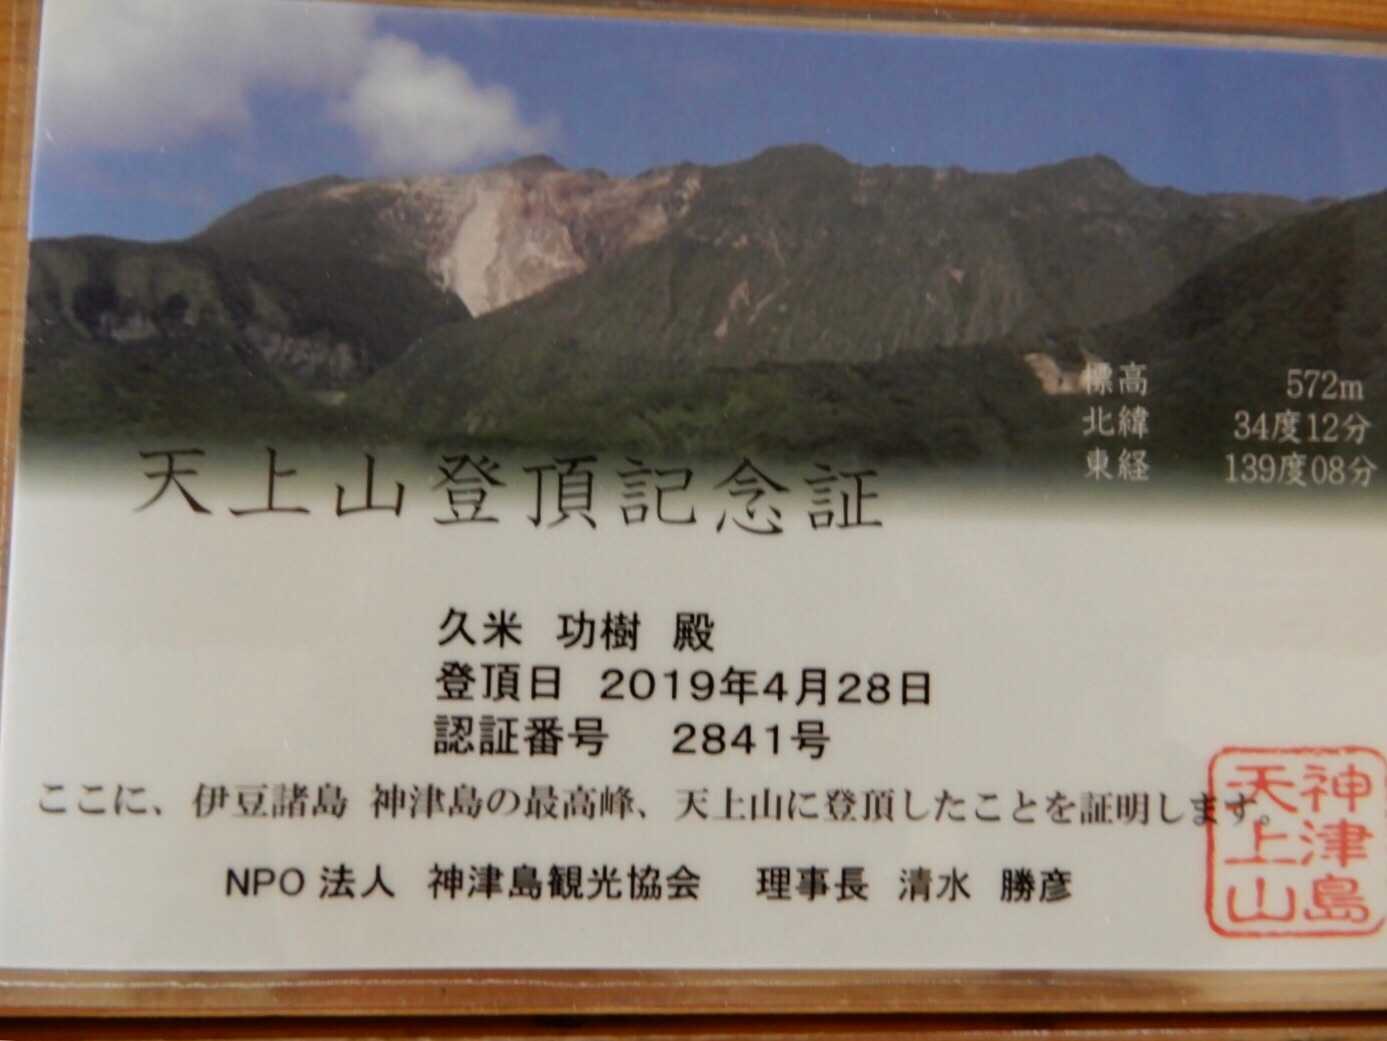 標高 572m
北緯 34度12分
東経 139度08分
天上山登頂記念証
久米 功樹 殿
登頂日 2019年4月28日
認証番号 2841号
ここに、伊豆諸島 神津島の最高峰、天上山に登頂したことを証明します。
NPO法人 神津島観光協会 理事長 清水 勝彦
神津島
天上山